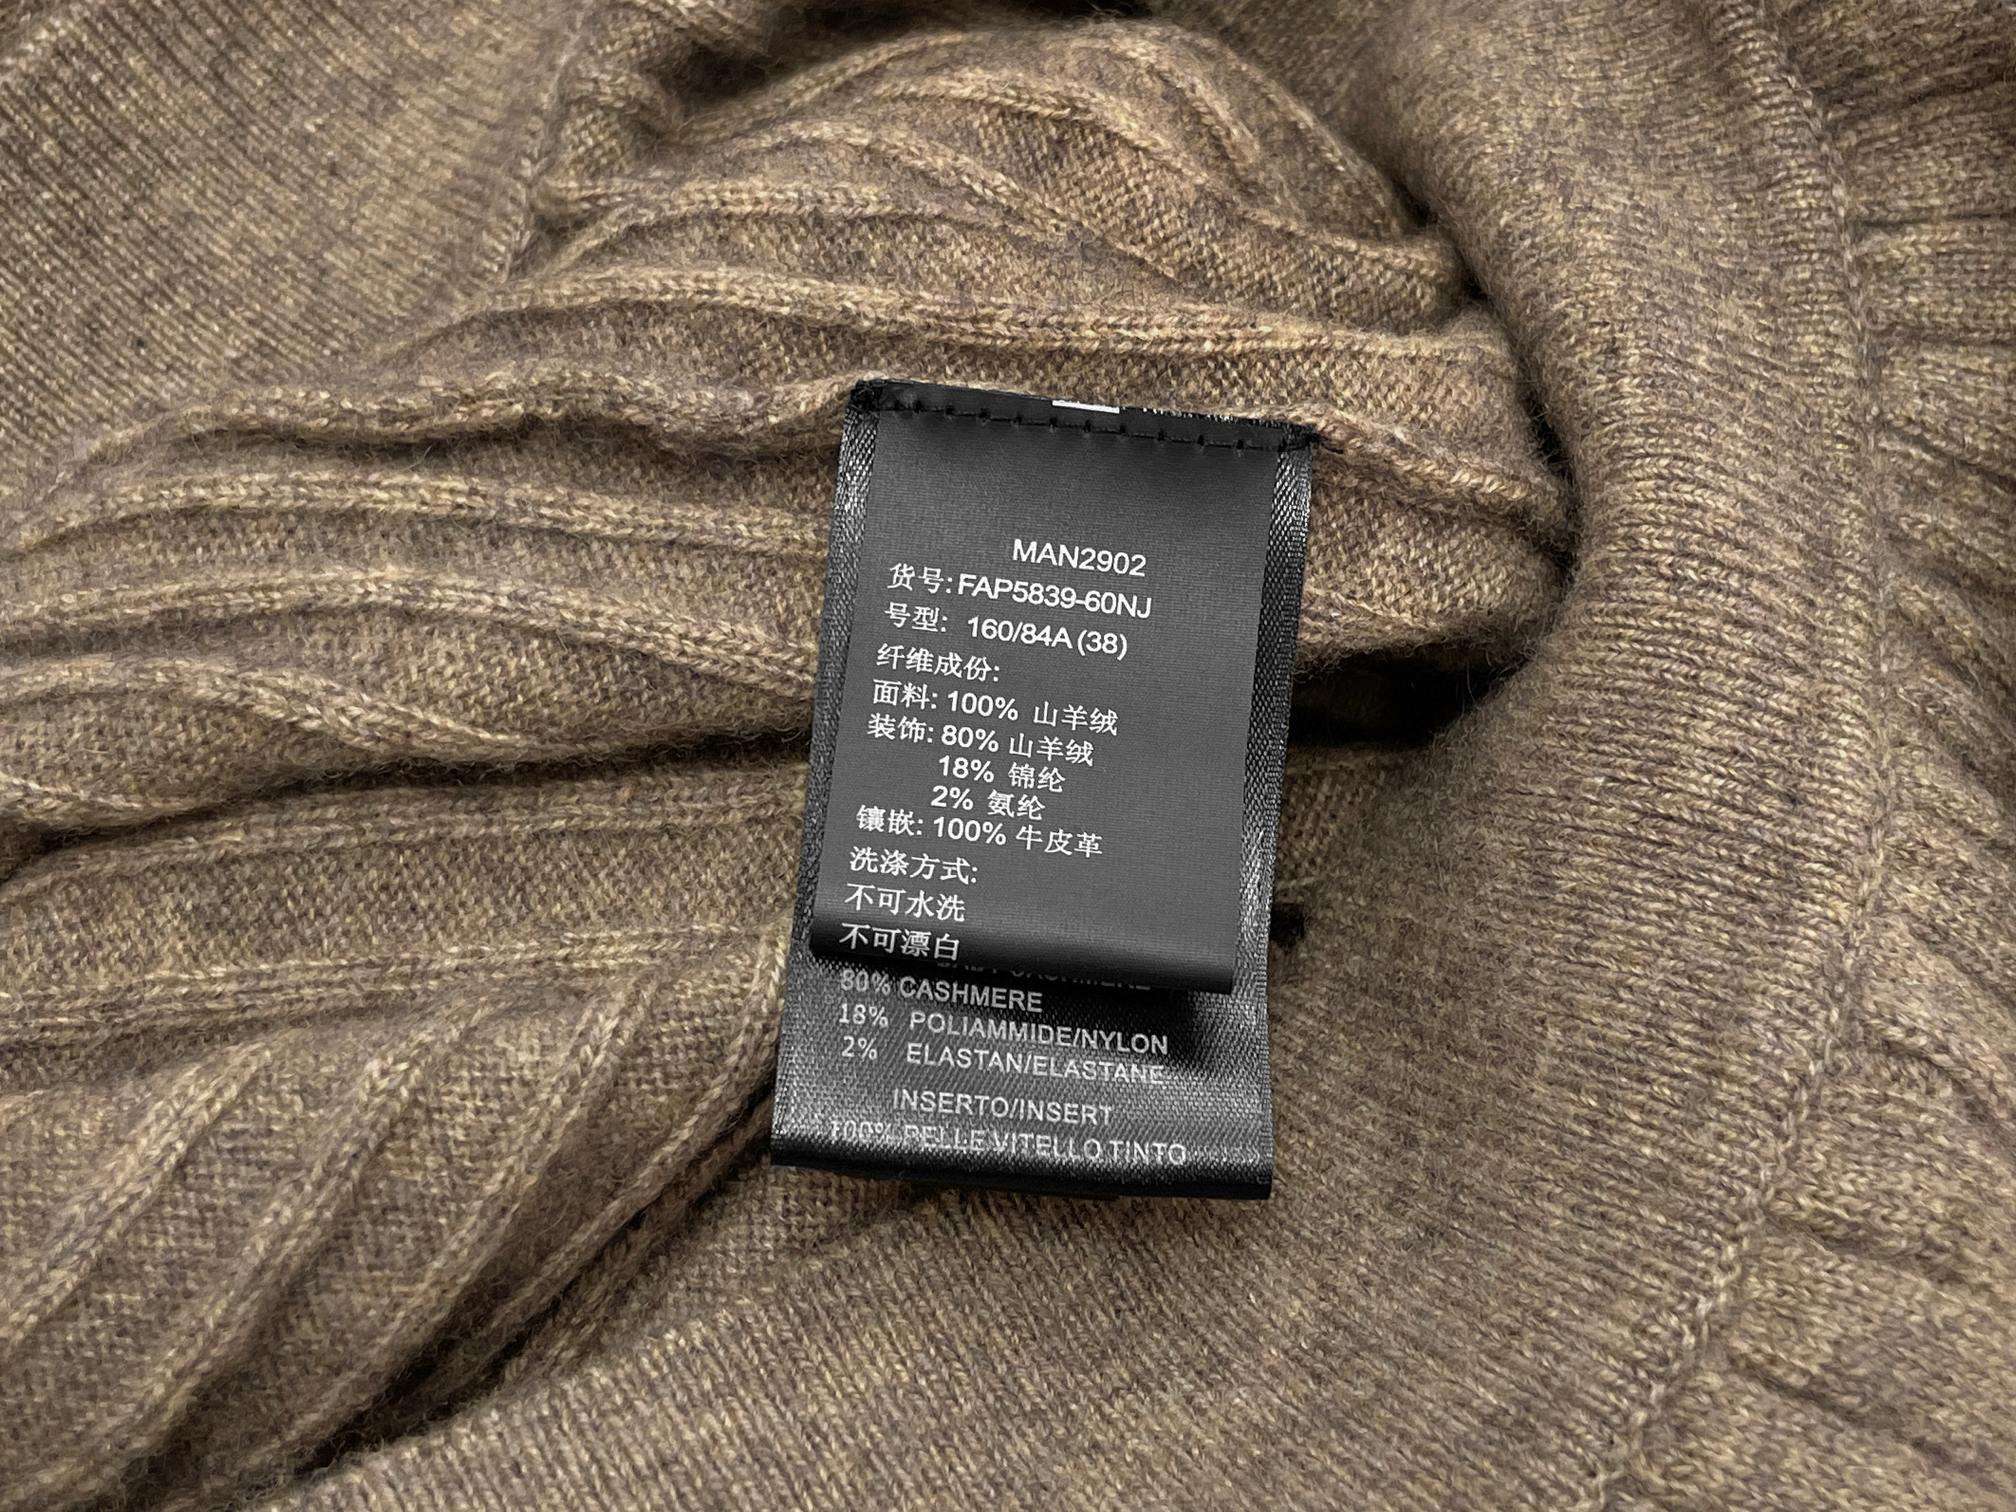 MAN2902
货号:FAP5839-60NJ
号型: 160/84A(38)
纤维成份:
面料: 100% 山羊绒
装饰: 80% 山羊绒
18% 锦纶
2% 氨纶
镶嵌: 100% 牛皮革
洗涤方式:
不可水洗
不可漂白
80% CASHMERE
18% POLIAMMIDE/NYLON
2% ELASTAN/ELASTANE
INSERTO/INSERT
100% PELLE VITELLO TINTO